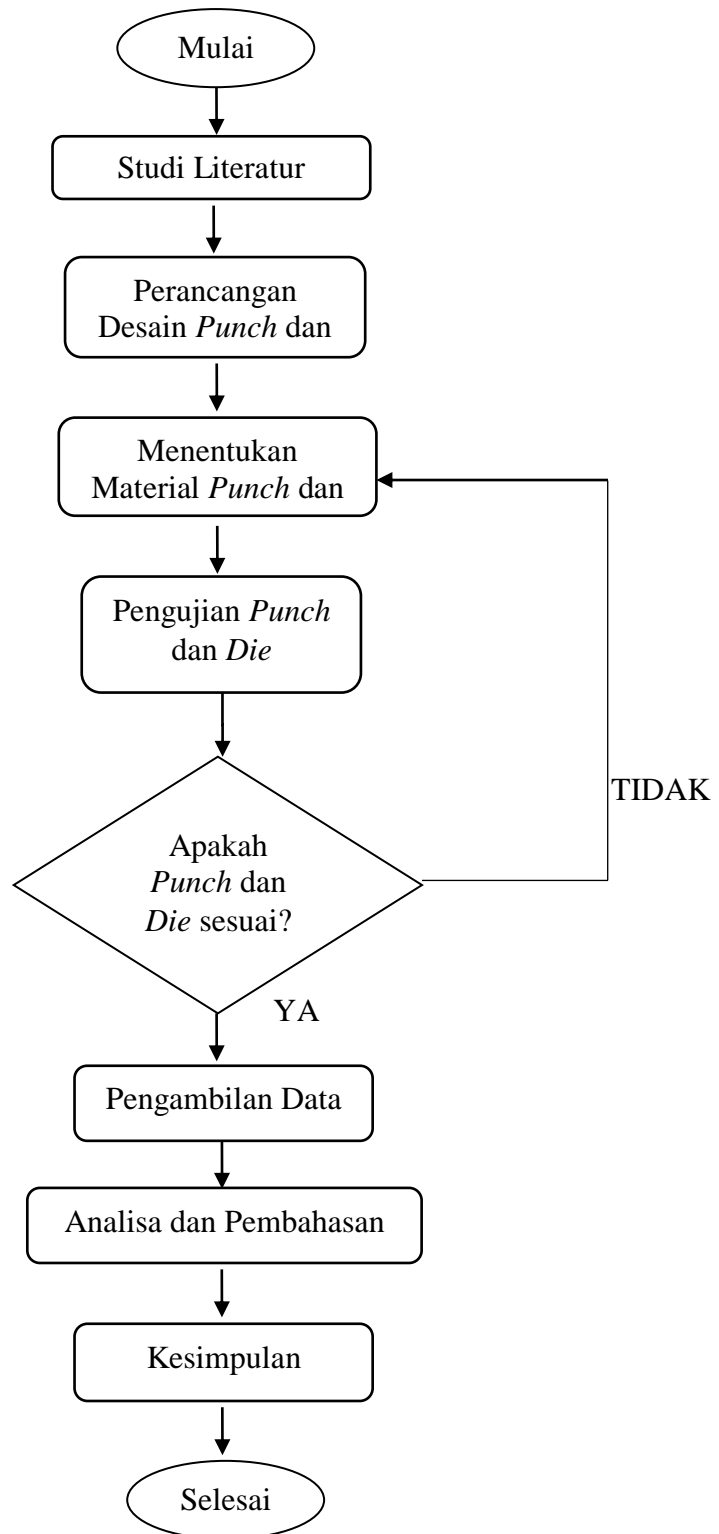 Mulai
Studi Literatur
Perancangan
Desain Punch dan
Menentukan
Material Punch dan
Pengujian Punch
dan Die
TIDAK
Apakah
Punch dan
Die sesuai?
YA
Pengambilan Data
Analisa dan Pembahasan
Kesimpulan
Selesai